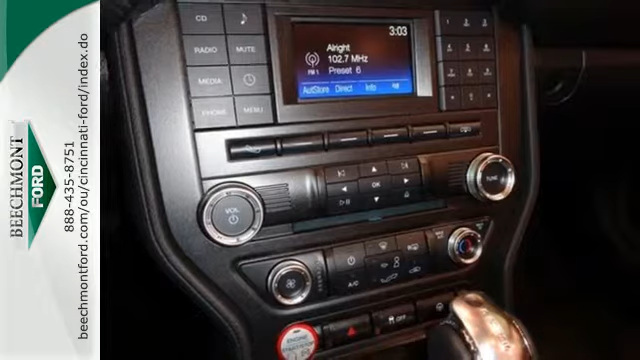 BEECHMONT
FORD
888-435-8751
beechmontford.com/ou/cincinnati-ford/index.do
CD
RADIO MUTE
MEDIA
PHONE MENU
3:03
Alright
102.7 MHz
FM 1 Preset 6
AutoStore Direct Info
OK
VOL
TUNE
A/C
ENGINE
OFF